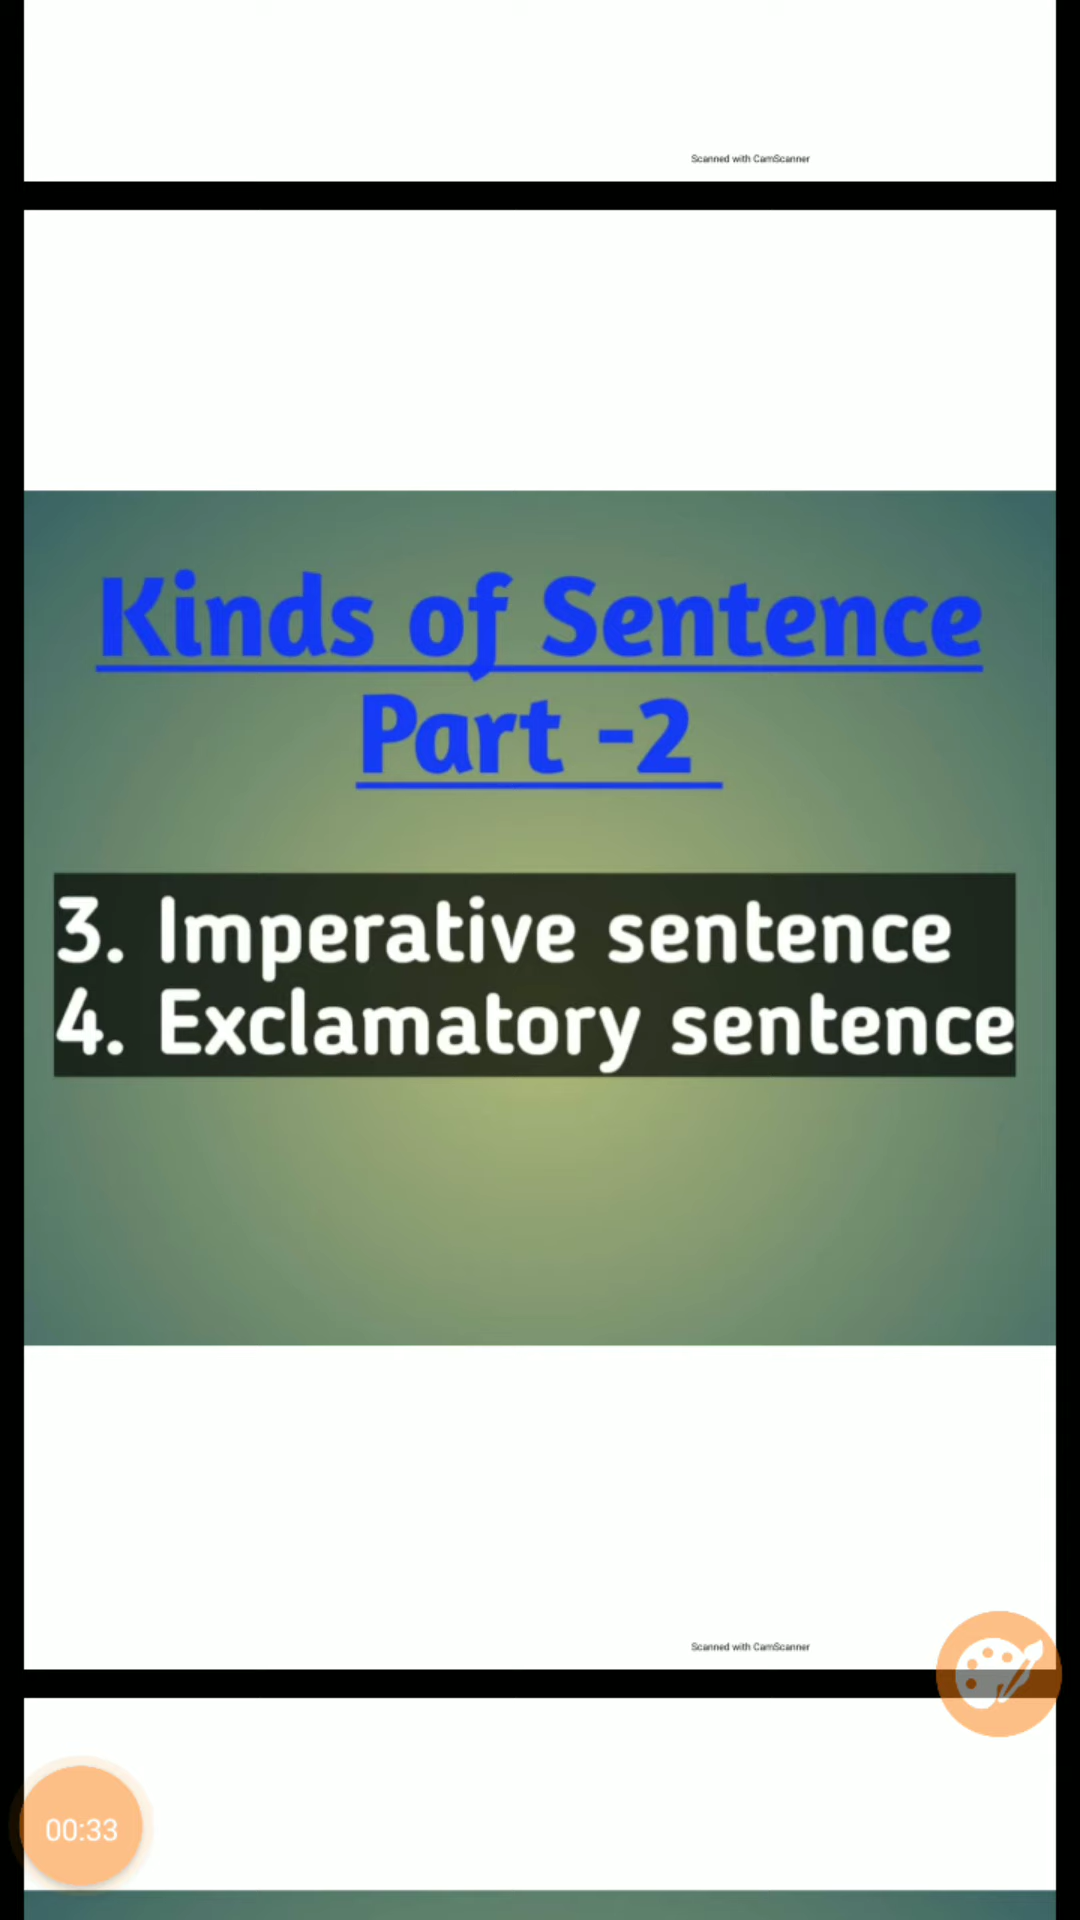 Scanned with CamScanner
Kinds of Sentence
Part -2
3. Imperative sentence
4. Exclamatory sentence
Scanned with CamScanner
00:33